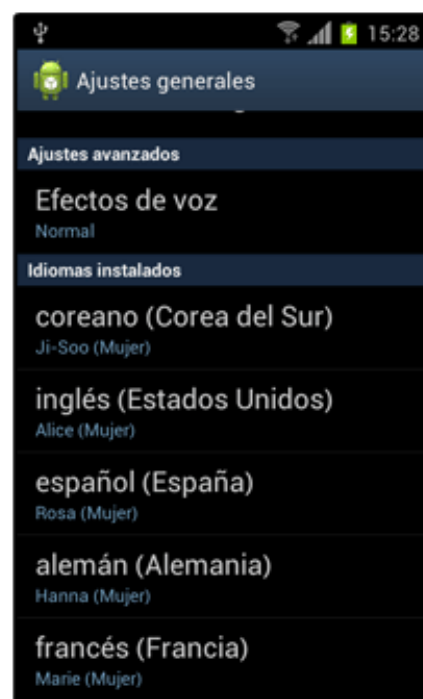 15:28
Ajustes generales
Ajustes avanzados
Efectos de voz
Normal
Idiomas instalados
coreano (Corea del Sur)
Ji-Soo (Mujer)
inglés (Estados Unidos)
Alice (Mujer)
español (España)
Rosa (Mujer)
alemán (Alemania)
Hanna (Mujer)
francés (Francia)
Marie (Mujer)